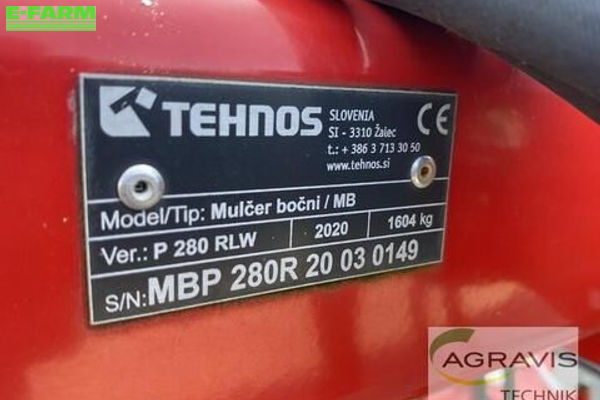 E-FARM
TEHNOS
SLOVENIA
SI - 3310 Žalec
t.: + 386 3 713 30 50
www.tehnos.si
CE
Model/Tip: Mulčer bočni / MB
Ver.: P 280 RLW 2020 1604 kg
S/N: MBP 280R 20 03 0149
AGRAVIS
TECHNIK